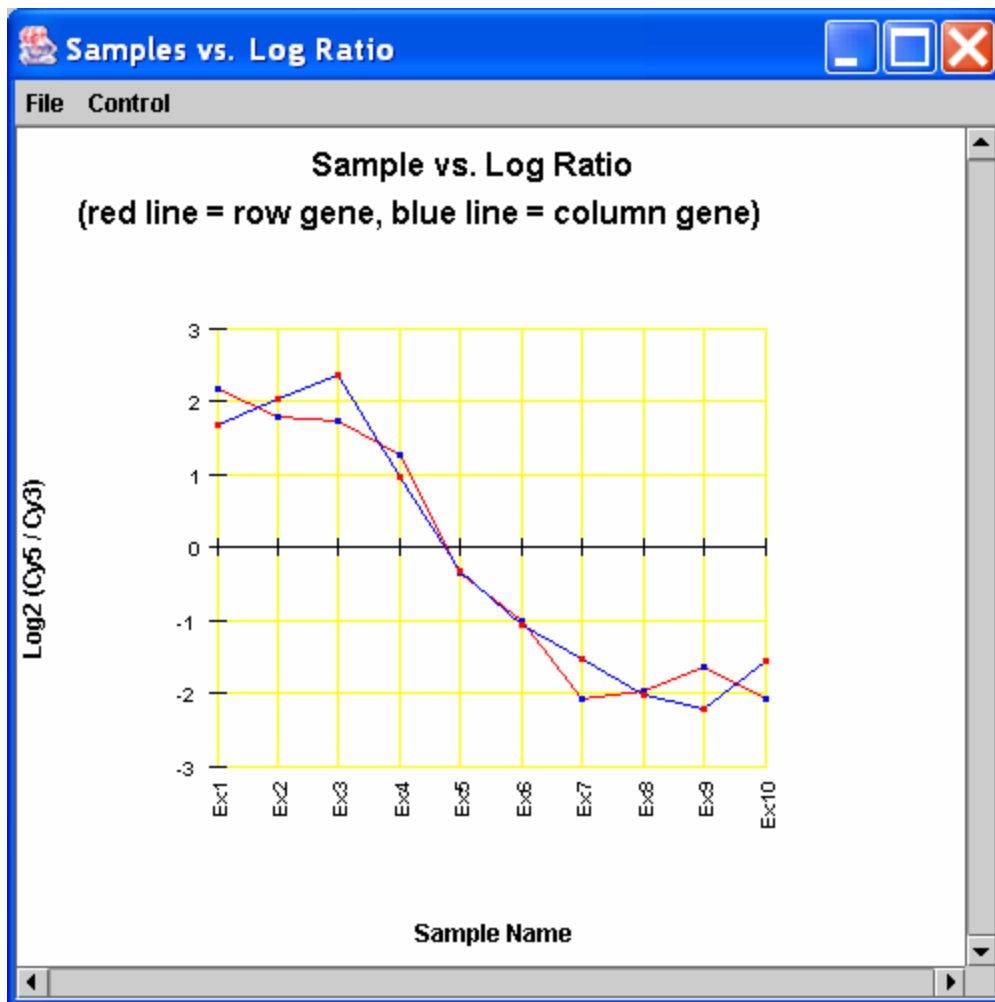 Samples vs. Log Ratio
File Control
Sample vs. Log Ratio
(red line = row gene, blue line = column gene)
Log2 (Cy5 / Cy3)
3
2
1
0
-1
-2
-3
Ex1 Ex2 Ex3 Ex4 Ex5 Ex6 Ex7 Ex8 Ex9 Ex10
Sample Name